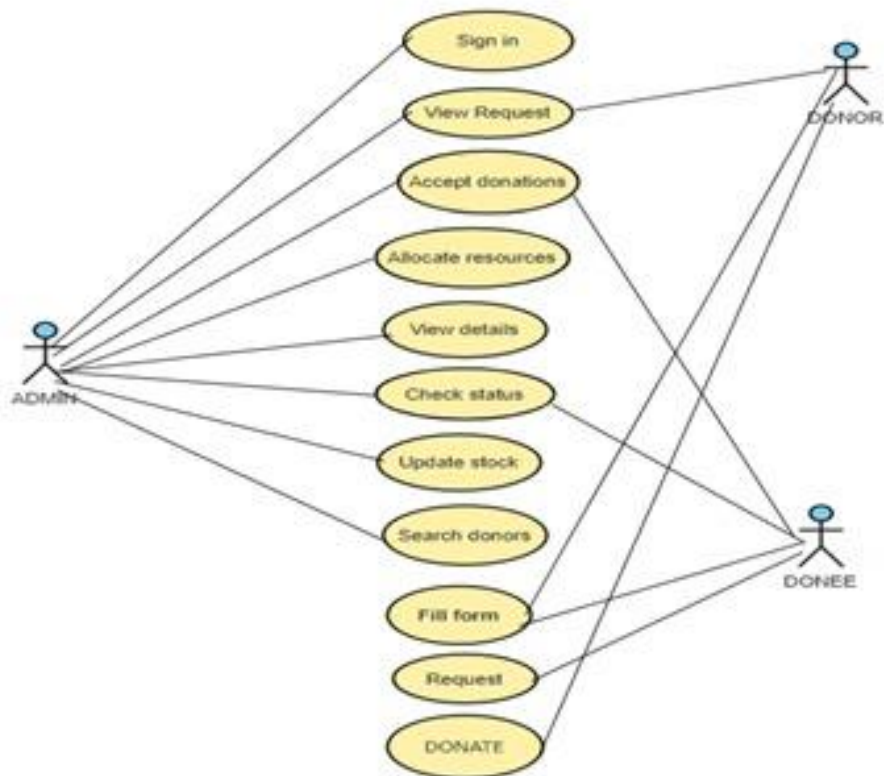 Sign in
View Request
DONOR
Accept donations
Allocate resources
View details
ADMIN
Check status
Update stock
Search donors
DONEE
Fill form
Request
DONATE